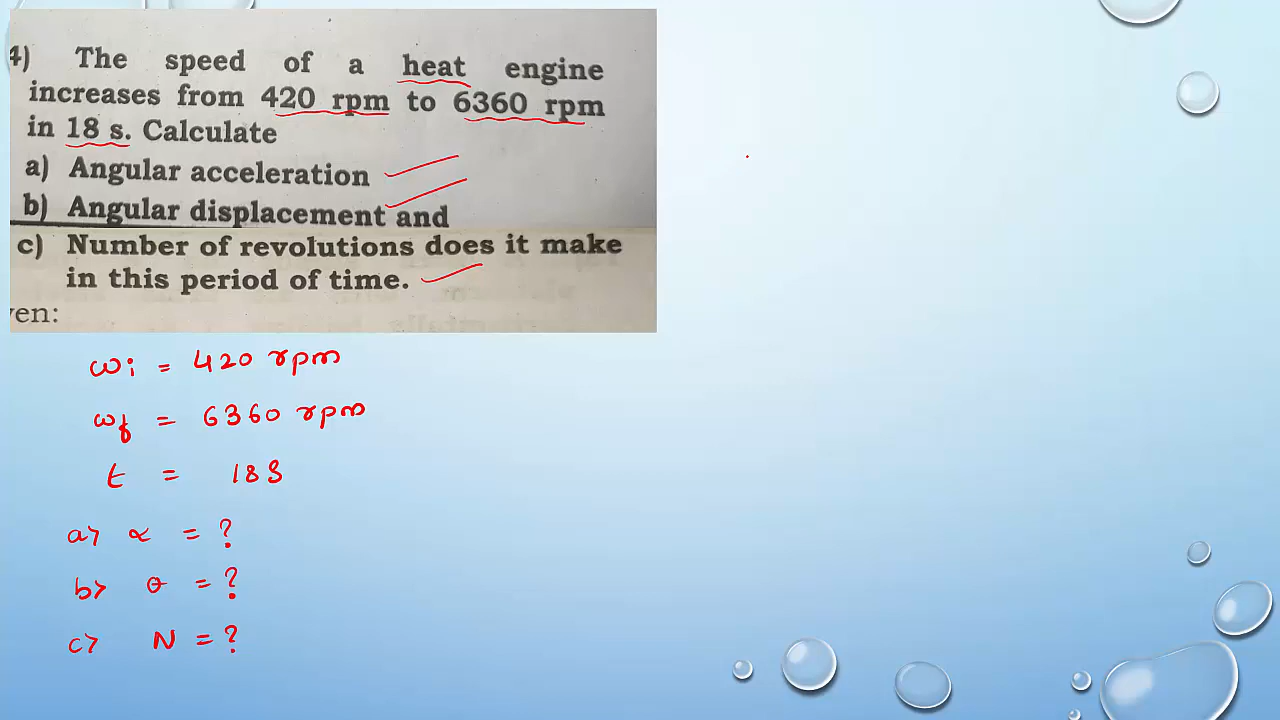 4) The speed of a heat engine
increases from 420 rpm to 6360 rpm
in 18 s. Calculate
a) Angular acceleration
b) Angular displacement and
c) Number of revolutions does it make
in this period of time.
ven:
ωi = 420 rpm
ωf = 6360 rpm
t = 18S
a> α = ?
b> θ = ?
c> N = ?